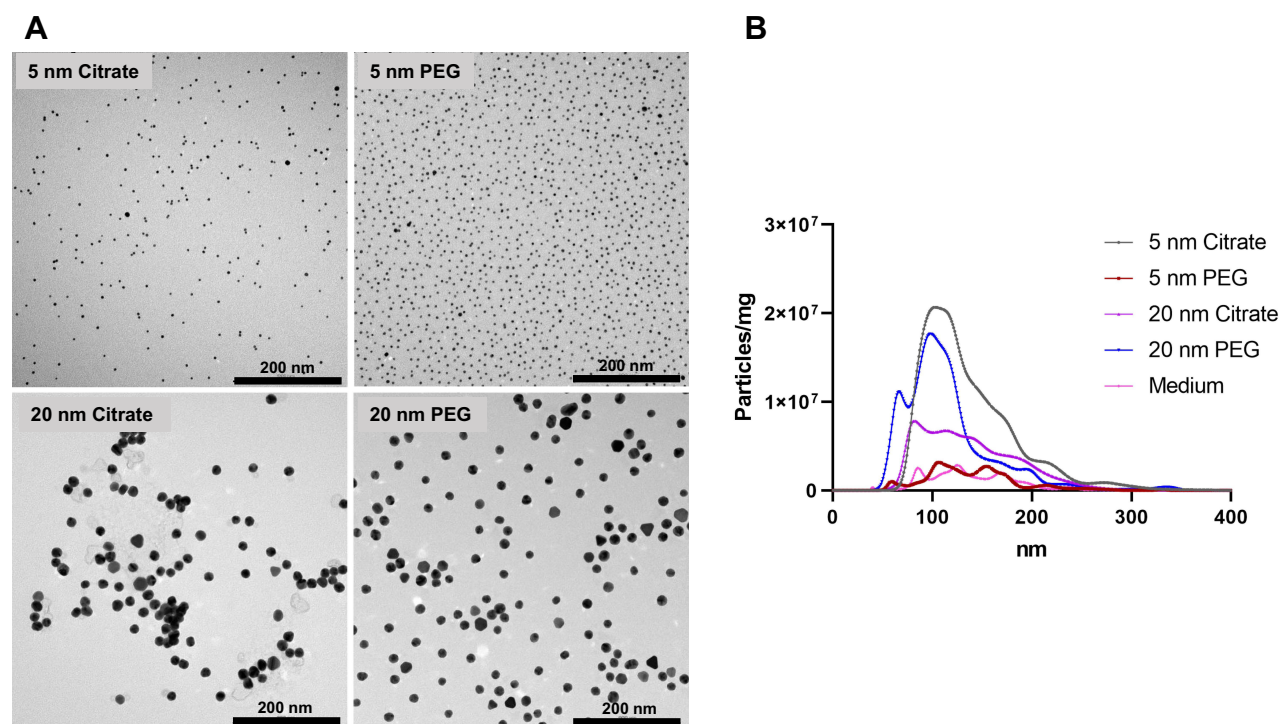 A
5 nm Citrate
200 nm
5 nm PEG
200 nm
20 nm Citrate
200 nm
20 nm PEG
200 nm
B
3×10⁷
2×10⁷
1×10⁷
0
Particles/mg
0 100 200 300 400
nm
5 nm Citrate
5 nm PEG
20 nm Citrate
20 nm PEG
Medium